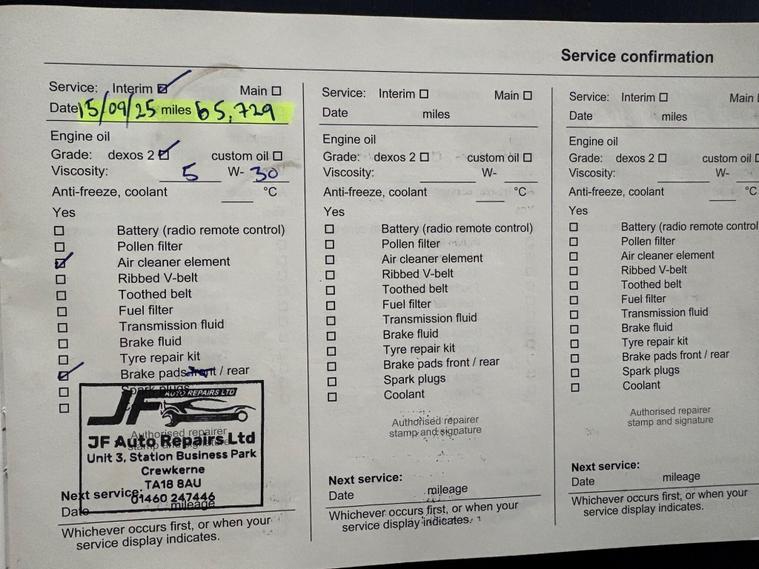 Service confirmation
Service: Interim Main
Date 15/09/25 miles 65,729
Engine oil
Grade: dexos 2 custom oil
Viscosity: 5 W- 30
Anti-freeze, coolant °C
Yes
Battery (radio remote control)
Pollen filter
Air cleaner element
Ribbed V-belt
Toothed belt
Fuel filter
Transmission fluid
Brake fluid
Tyre repair kit
Brake pads front / rear
Spark plugs
JF
AUTO REPAIRS LTD
Authorised repairer
JF Auto Repairs Ltd
stamp and signature
Unit 3, Station Business Park
Crewkerne
TA18 8AU
01460 247446
Next service:
Date mileage
Whichever occurs first, or when your
service display indicates.
Service: Interim Main
Date miles
Engine oil
Grade: dexos 2 custom oil
Viscosity: W-
Anti-freeze, coolant °C
Yes
Battery (radio remote control)
Pollen filter
Air cleaner element
Ribbed V-belt
Toothed belt
Fuel filter
Transmission fluid
Brake fluid
Tyre repair kit
Brake pads front / rear
Spark plugs
Coolant
Authorised repairer
stamp and signature
Next service:
Date mileage
Whichever occurs first, or when your
service display indicates.
Service: Interim Main
Date miles
Engine oil
Grade: dexos 2 custom oil
Viscosity: W-
Anti-freeze, coolant °C
Yes
Battery (radio remote control
Pollen filter
Air cleaner element
Ribbed V-belt
Toothed belt
Fuel filter
Transmission fluid
Brake fluid
Tyre repair kit
Brake pads front / rear
Spark plugs
Coolant
Authorised repairer
stamp and signature
Next service:
Date mileage
Whichever occurs first, or when your
service display indicates.